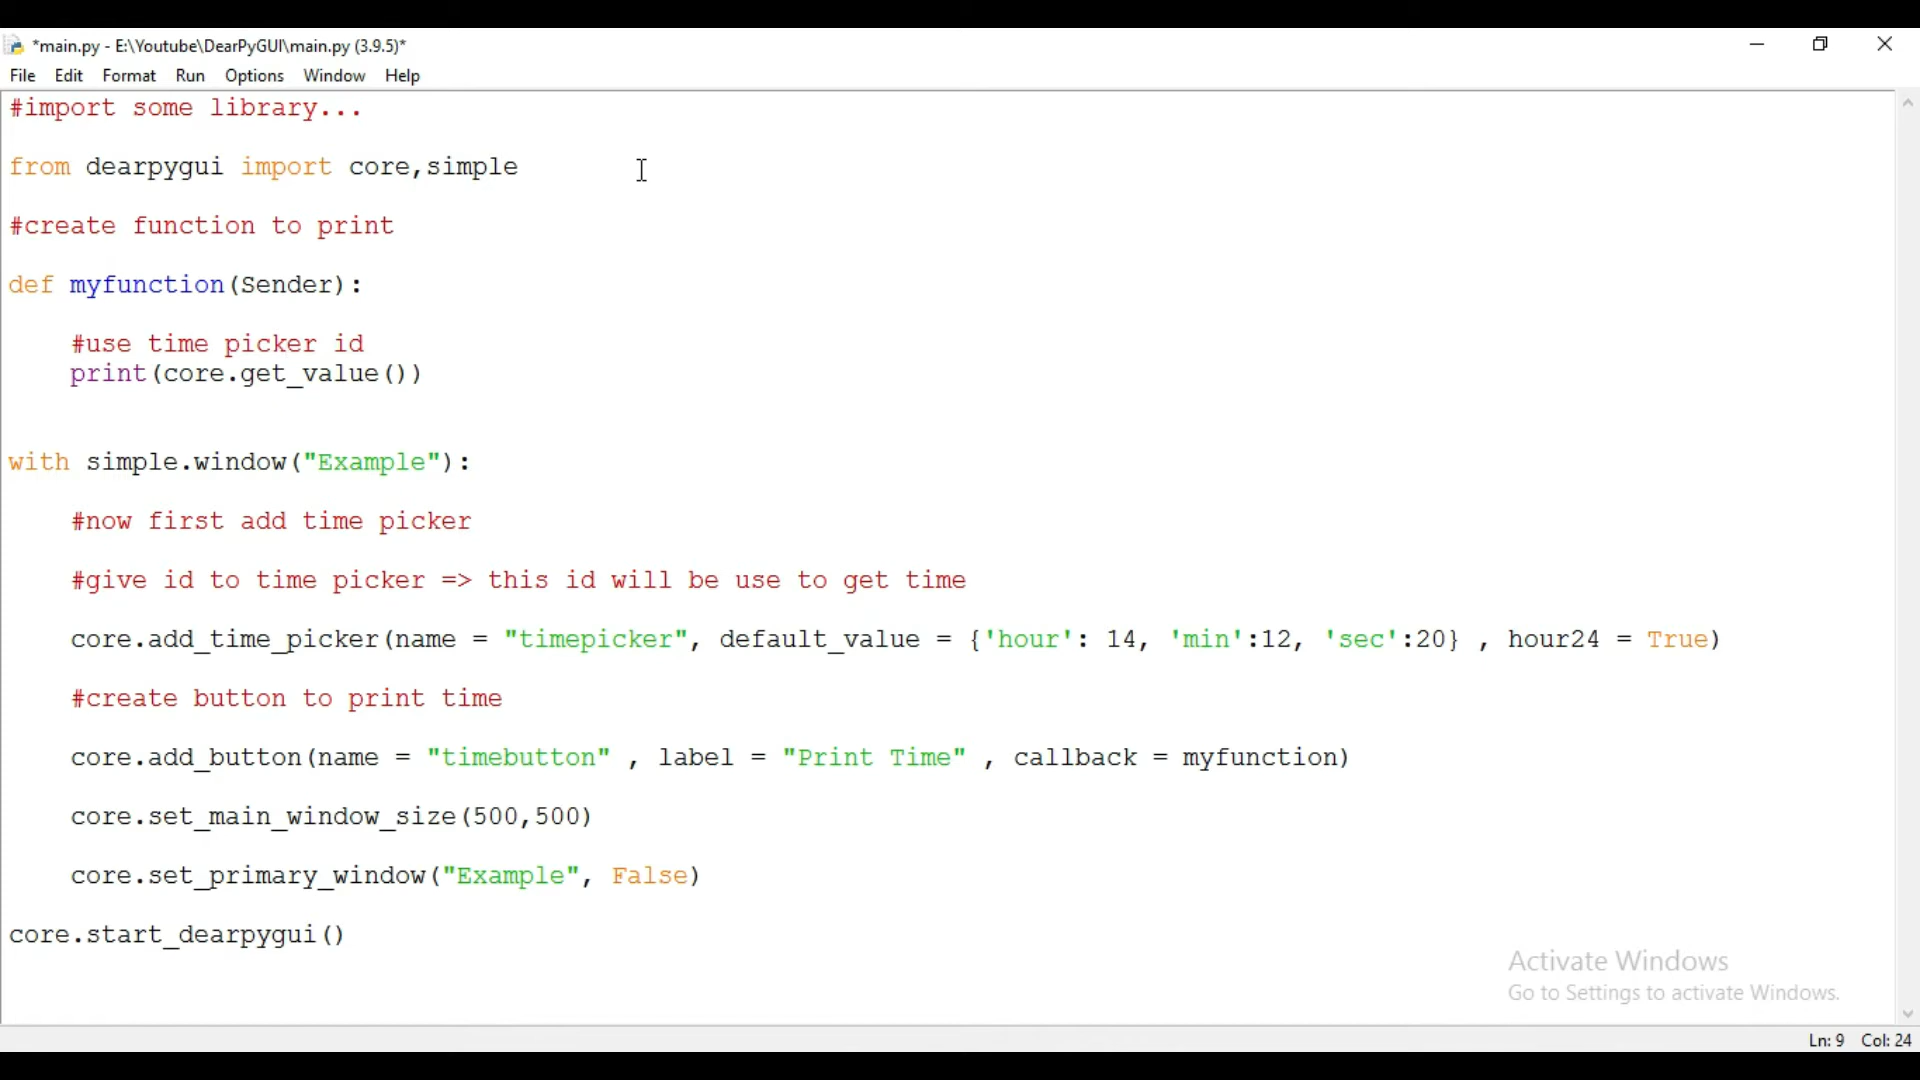 *main.py - E:\Youtube\DearPyGUI\main.py (3.9.5)*
File Edit Format Run Options Window Help
#import some library...
from dearpygui import core,simple
#create function to print
def myfunction(Sender):
    #use time picker id
    print(core.get_value())
with simple.window("Example"):
    #now first add time picker
    #give id to time picker => this id will be use to get time
    core.add_time_picker(name = "timepicker", default_value = {'hour': 14, 'min':12, 'sec':20} , hour24 = True)
    #create button to print time
    core.add_button(name = "timebutton" , label = "Print Time" , callback = myfunction)
    core.set_main_window_size(500,500)
    core.set_primary_window("Example", False)
core.start_dearpygui()
Activate Windows
Go to Settings to activate Windows.
Ln: 9 Col: 24